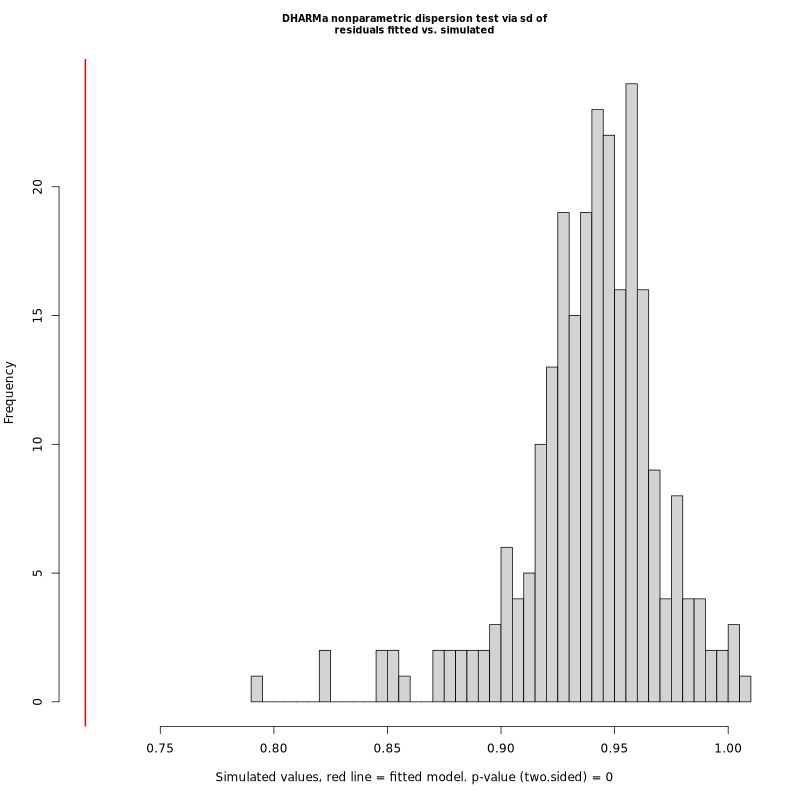 DHARMa nonparametric dispersion test via sd of
residuals fitted vs. simulated
Frequency
20
15
10
5
0
0.75 0.80 0.85 0.90 0.95 1.00
Simulated values, red line = fitted model. p-value (two.sided) = 0